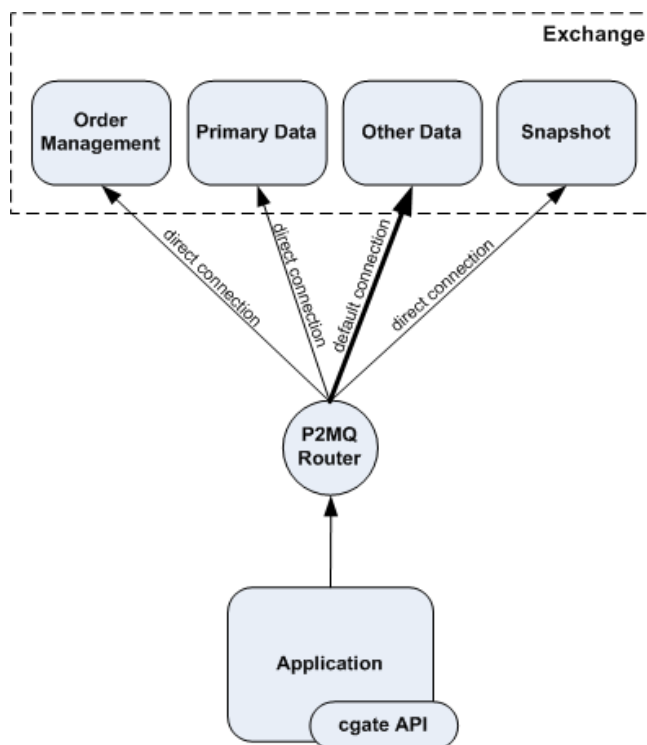 Exchange
Order
Management
Primary Data
Other Data
Snapshot
direct connection
direct connection
default connection
direct connection
P2MQ
Router
Application
cgate API